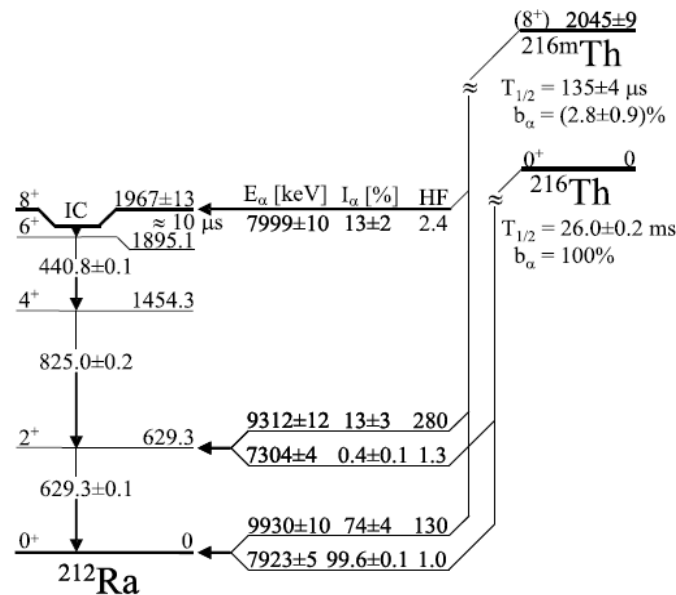 (8⁺) 2045±9
²¹⁶ᵐTh
T₁/₂ = 135±4 μs
bα = (2.8±0.9)%
0⁺ 0
²¹⁶Th
T₁/₂ = 26.0±0.2 ms
bα = 100%
Eα [keV] Iα [%] HF
8⁺ IC 1967±13
7999±10 13±2 2.4
≈ 10 μs
6⁺ 1895.1
440.8±0.1
4⁺ 1454.3
825.0±0.2
9312±12 13±3 280
2⁺ 629.3
7304±4 0.4±0.1 1.3
629.3±0.1
9930±10 74±4 130
0⁺ 0
7923±5 99.6±0.1 1.0
²¹²Ra